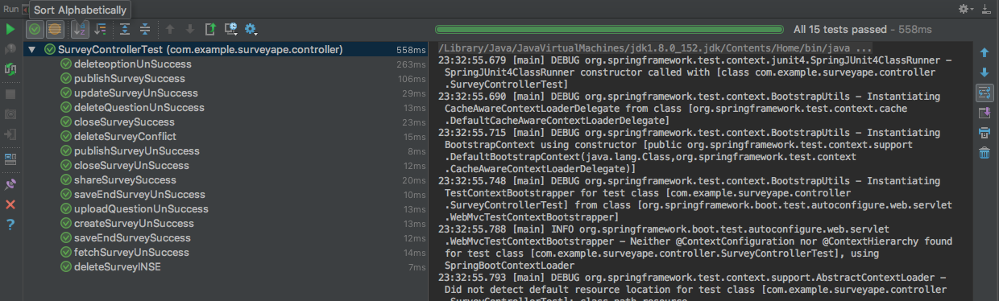 Run
Sort Alphabetically
All 15 tests passed – 558ms
SurveyControllerTest (com.example.surveyape.controller) 558ms
deleteoptionUnSuccess 263ms
publishSurveySuccess 106ms
updateSurveyUnSuccess 29ms
deleteQuestionUnSuccess 13ms
closeSurveySuccess 23ms
deleteSurveyConflict 15ms
publishSurveyUnSuccess 8ms
closeSurveyUnSuccess 12ms
shareSurveySuccess 20ms
saveEndSurveyUnSuccess 10ms
uploadQuestionUnSuccess 13ms
createSurveyUnSuccess 13ms
saveEndSurveySuccess 12ms
fetchSurveyUnSuccess 14ms
deleteSurveyINSE 7ms
/Library/Java/JavaVirtualMachines/jdk1.8.0_152.jdk/Contents/Home/bin/java ...
23:32:55.679 [main] DEBUG org.springframework.test.context.junit4.SpringJUnit4ClassRunner –
SpringJUnit4ClassRunner constructor called with [class com.example.surveyape.controller
.SurveyControllerTest]
23:32:55.690 [main] DEBUG org.springframework.test.context.BootstrapUtils – Instantiating
CacheAwareContextLoaderDelegate from class [org.springframework.test.context.cache
.DefaultCacheAwareContextLoaderDelegate]
23:32:55.715 [main] DEBUG org.springframework.test.context.BootstrapUtils – Instantiating
BootstrapContext using constructor [public org.springframework.test.context.support
.DefaultBootstrapContext(java.lang.Class,org.springframework.test.context
.CacheAwareContextLoaderDelegate)]
23:32:55.748 [main] DEBUG org.springframework.test.context.BootstrapUtils – Instantiating
TestContextBootstrapper for test class [com.example.surveyape.controller
.SurveyControllerTest] from class [org.springframework.boot.test.autoconfigure.web.servlet
.WebMvcTestContextBootstrapper]
23:32:55.788 [main] INFO org.springframework.boot.test.autoconfigure.web.servlet
.WebMvcTestContextBootstrapper – Neither @ContextConfiguration nor @ContextHierarchy found
for test class [com.example.surveyape.controller.SurveyControllerTest], using
SpringBootContextLoader
23:32:55.793 [main] DEBUG org.springframework.test.context.support.AbstractContextLoader –
Did not detect default resource location for test class [com.example.surveyape.controller
.SurveyControllerTest]: class path resource